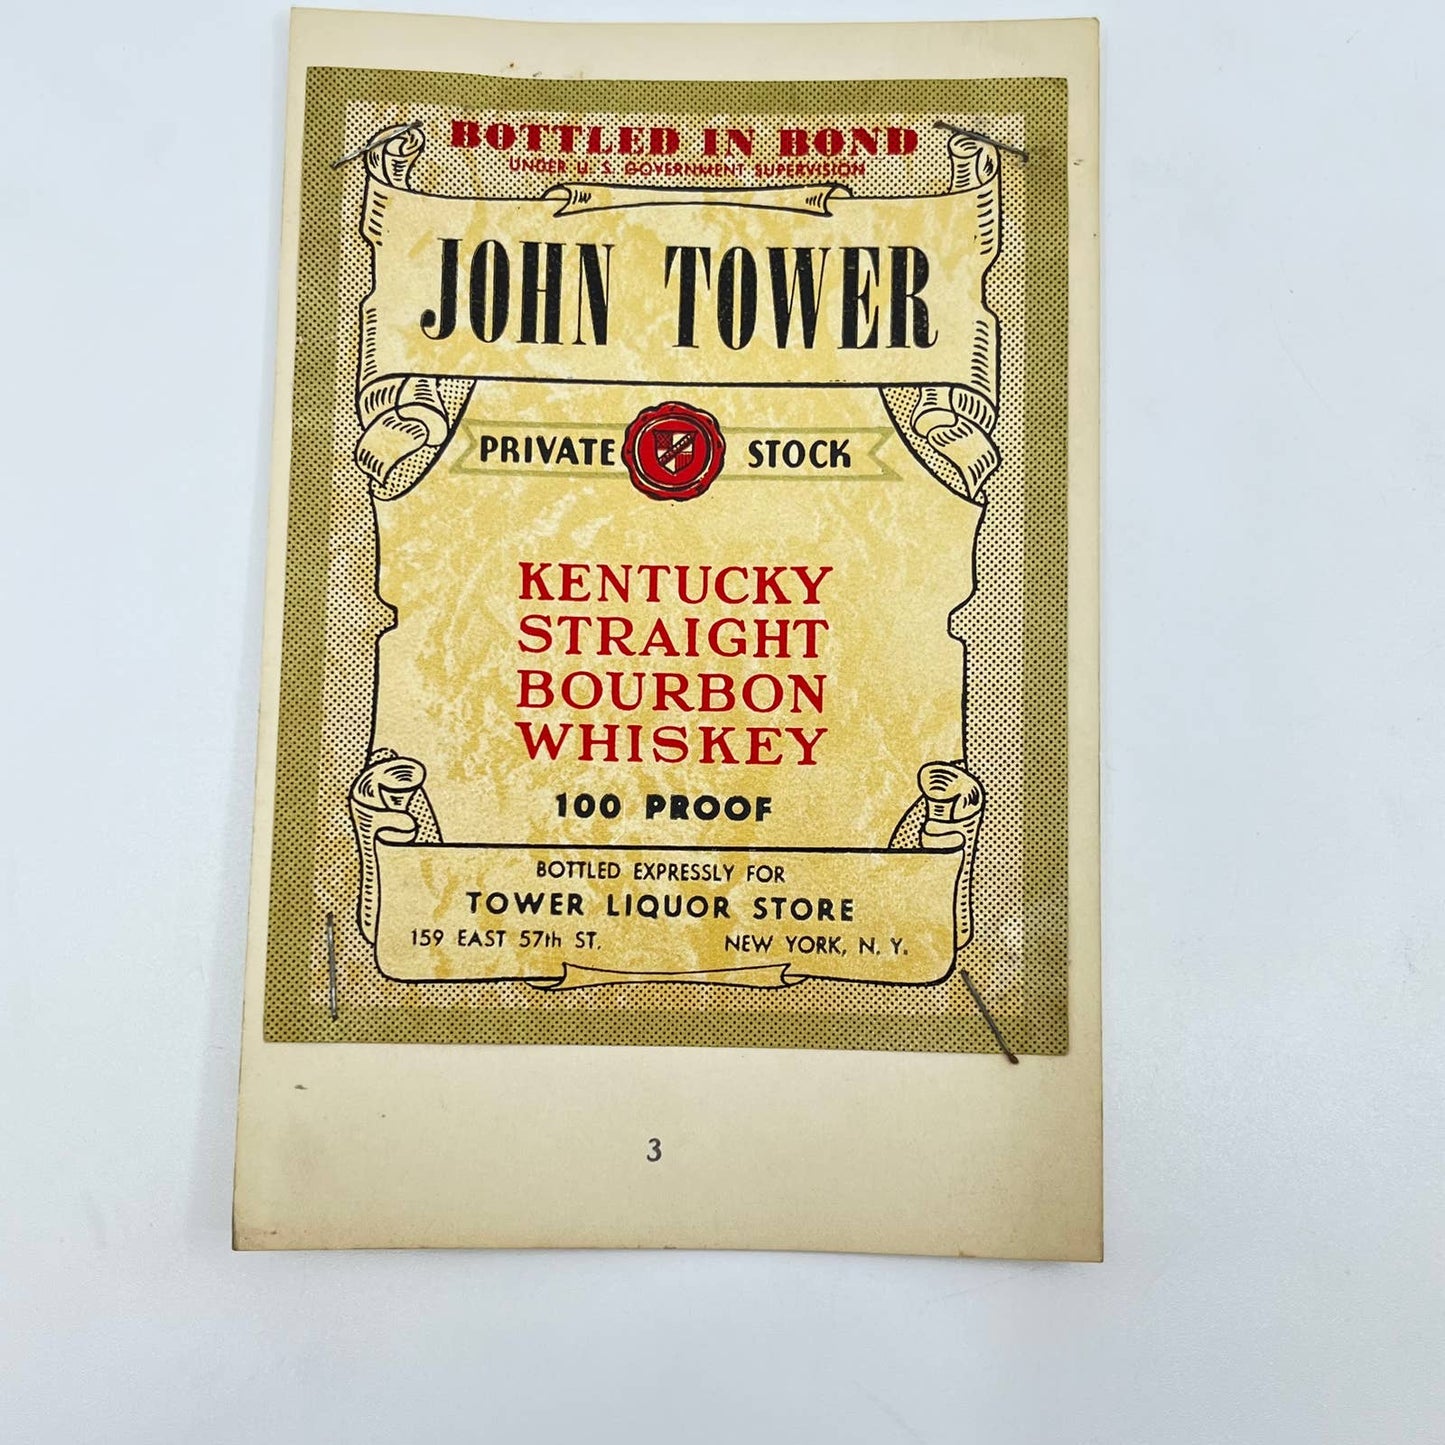 BOTTLED IN BOND
UNDER U. S. GOVERNMENT SUPERVISION
JOHN TOWER
PRIVATE STOCK
KENTUCKY
STRAIGHT
BOURBON
WHISKEY
100 PROOF
BOTTLED EXPRESSLY FOR
TOWER LIQUOR STORE
159 EAST 57th ST. NEW YORK, N. Y.
3